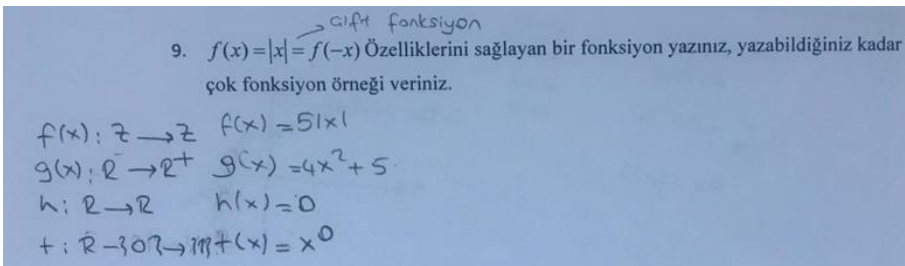 çift fonksiyon
9. f(x)=|x|= f(−x) Özelliklerini sağlayan bir fonksiyon yazınız, yazabildiğiniz kadar
çok fonksiyon örneği veriniz.
f(x): Z → Z f(x) = 5|x|
g(x): R → R⁺ g(x) = 4x² + 5
h: R → R h(x) = 0
t: R - {0} → {1} t(x) = x⁰